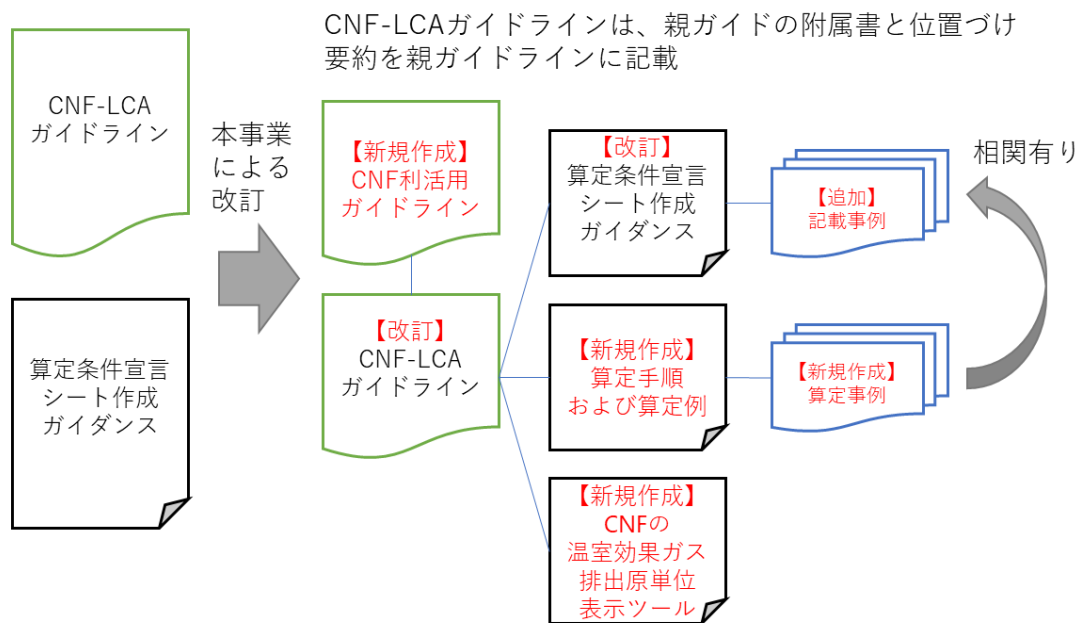 CNF-LCAガイドラインは、親ガイドの附属書と位置づけ
要約を親ガイドラインに記載
CNF-LCA
ガイドライン
算定条件宣言
シート作成
ガイダンス
本事業
による
改訂
【新規作成】
CNF利活用
ガイドライン
【改訂】
CNF-LCA
ガイドライン
【改訂】
算定条件宣言
シート作成
ガイダンス
【追加】
記載事例
【新規作成】
算定手順
および算定例
【新規作成】
算定事例
【新規作成】
CNFの
温室効果ガス
排出原単位
表示ツール
相関有り